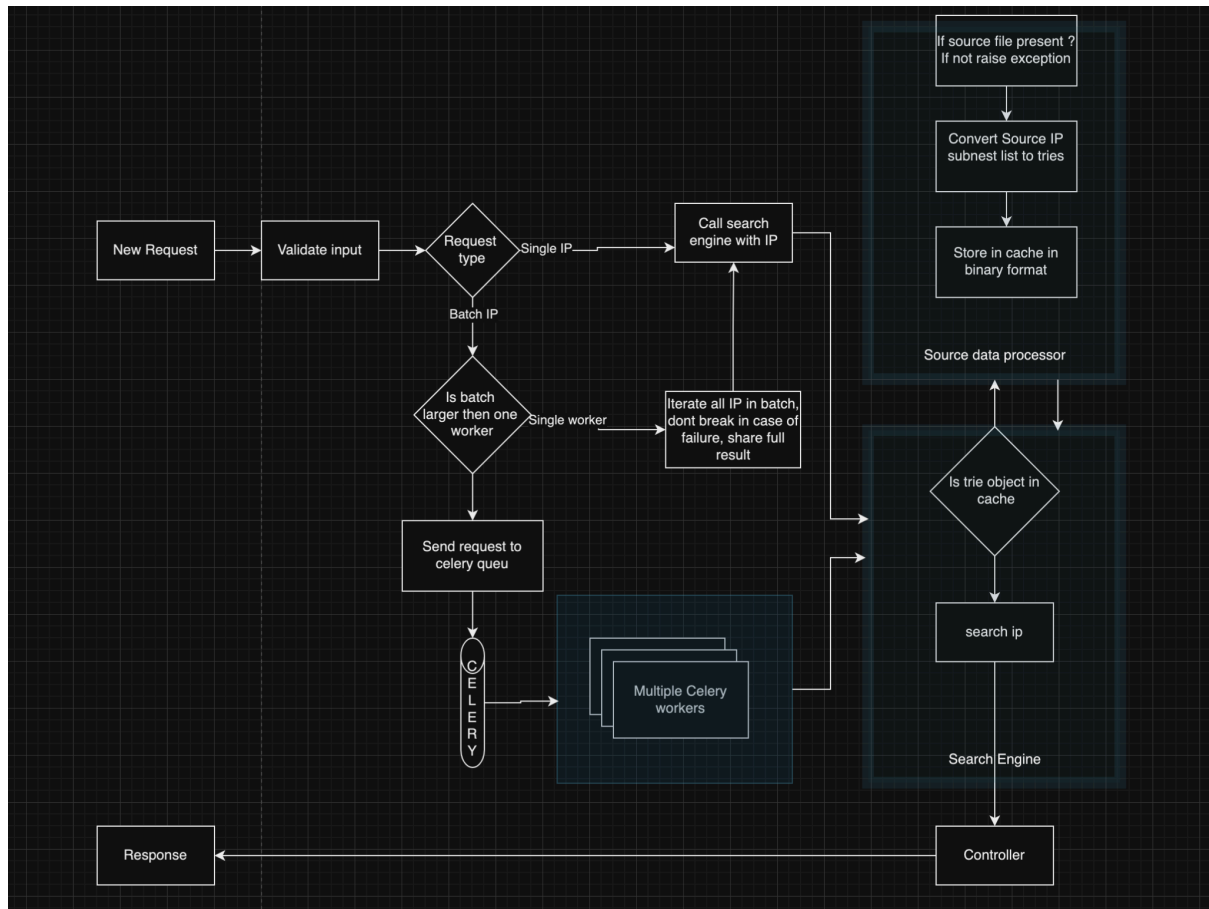 If source file present ?
If not raise exception
Convert Source IP
subnest list to tries
New Request
Validate input
Request
type
Single IP
Call search
engine with IP
Store in cache in
binary format
Batch IP
Source data processor
Is batch
larger then one
worker
Single worker
Iterate all IP in batch,
dont break in case of
failure, share full
result
Is trie object in
cache
Send request to
celery queu
search ip
C
E
L
E
R
Y
Multiple Celery
workers
Search Engine
Response
Controller